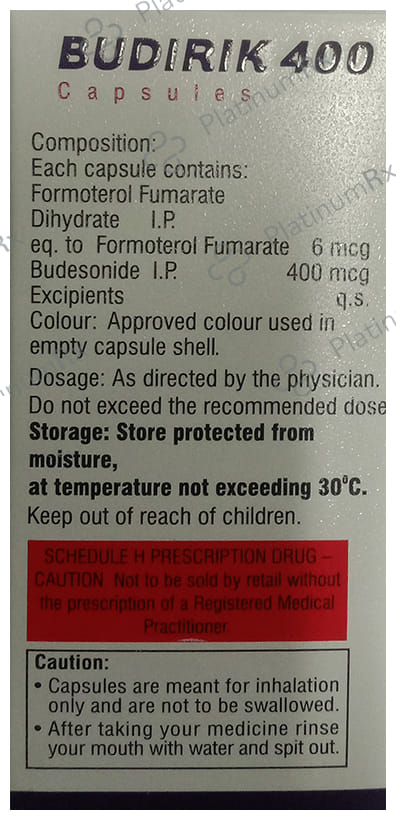 BUDIRIK 400
Capsules
Composition:
Each capsule contains:
Formoterol Fumarate
Dihydrate I.P.
eq. to Formoterol Fumarate 6 mcg
Budesonide I.P. 400 mcg
Excipients q.s.
Colour: Approved colour used in
empty capsule shell.
Dosage: As directed by the physician.
Do not exceed the recommended dose
Storage: Store protected from
moisture,
at temperature not exceeding 30°C.
Keep out of reach of children.
SCHEDULE H PRESCRIPTION DRUG –
CAUTION Not to be sold by retail without
the prescription of a Registered Medical
Practitioner
Caution:
• Capsules are meant for inhalation
only and are not to be swallowed.
• After taking your medicine rinse
your mouth with water and spit out.
PlatinumRx
PlatinumRx
PlatinumRx